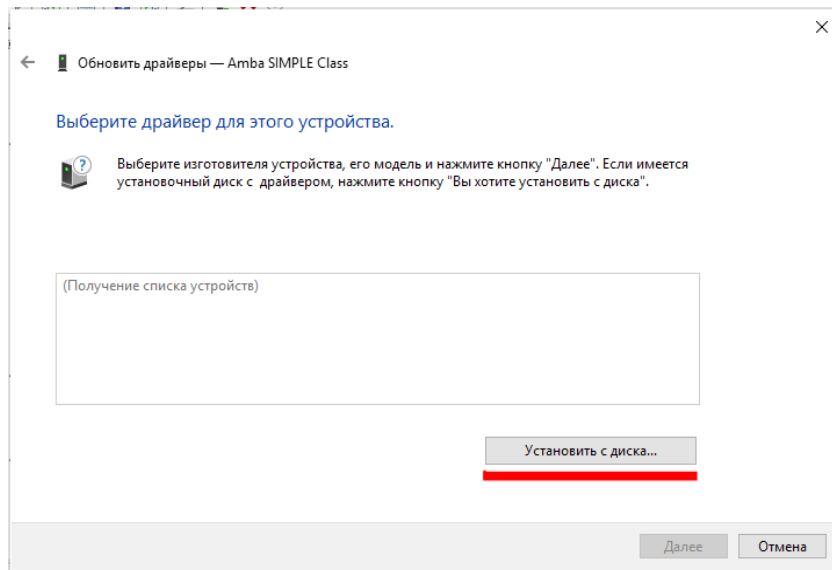 Обновить драйверы — Amba SIMPLE Class
Выберите драйвер для этого устройства.
Выберите изготовителя устройства, его модель и нажмите кнопку "Далее". Если имеется
установочный диск с драйвером, нажмите кнопку "Вы хотите установить с диска".
(Получение списка устройств)
Установить с диска...
Далее
Отмена